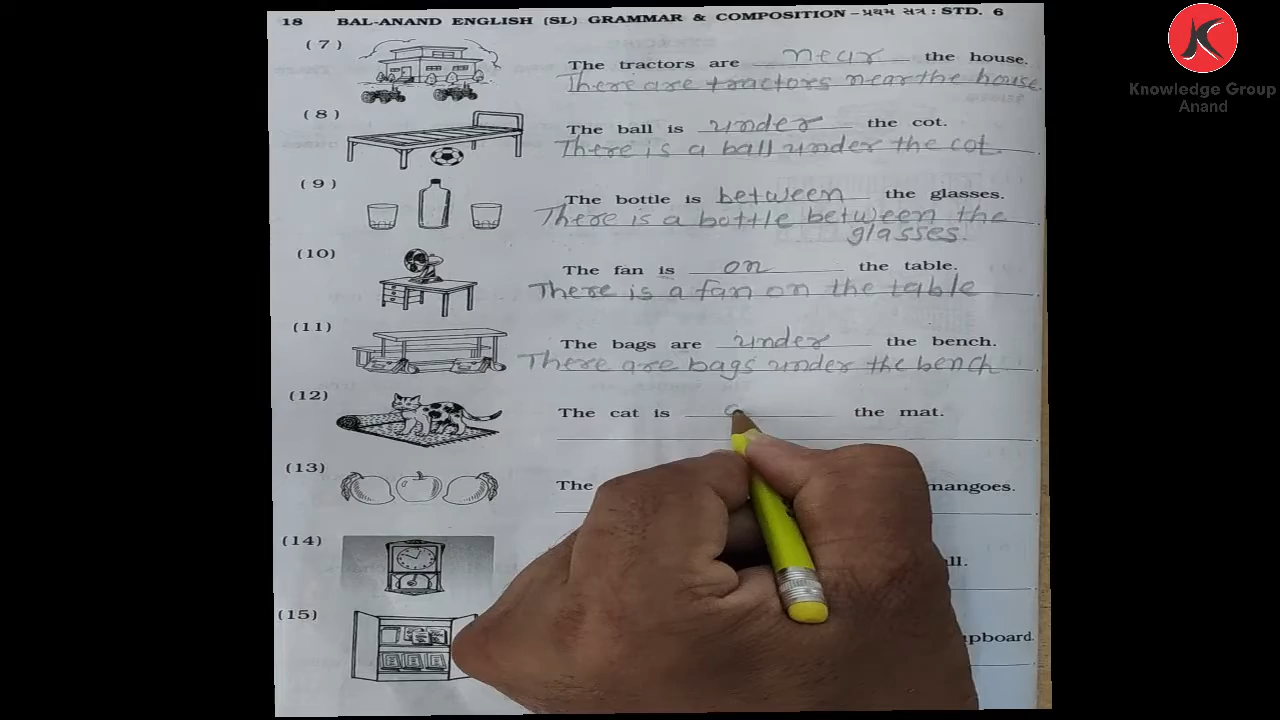 18 BAL-ANAND ENGLISH (SL) GRAMMAR & COMPOSITION – પ્રથમ સત્ર : STD. 6
Knowledge Group
Anand
(7)
The tractors are near the house.
There are tractors near the house.
(8)
The ball is under the cot.
There is a ball under the cot.
(9)
The bottle is between the glasses.
There is a bottle between the
glasses.
(10)
The fan is on the table.
There is a fan on the table
(11)
The bags are under the bench.
There are bags under the bench
(12)
The cat is the mat.
(13)
The mangoes.
(14)
(15)